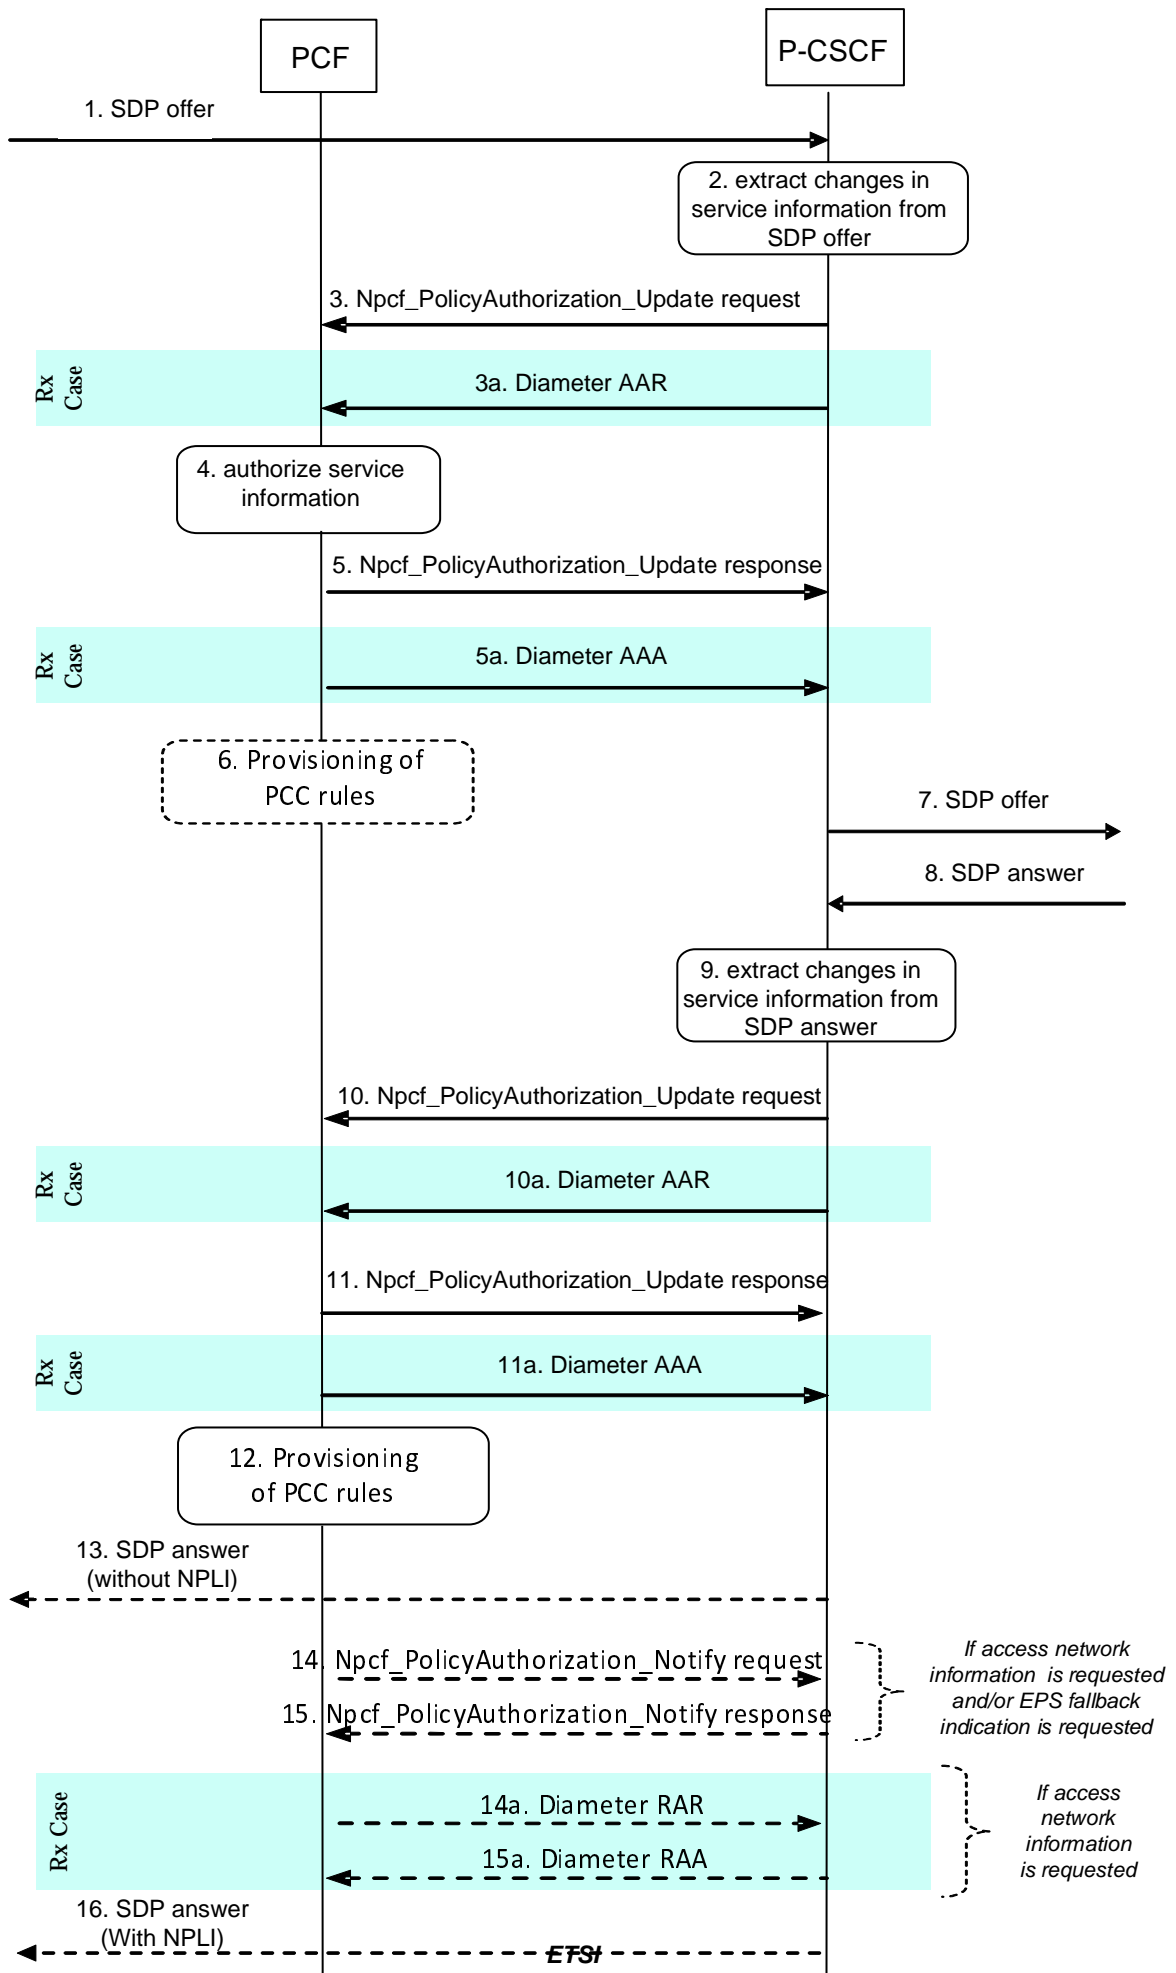 PCF
P-CSCF
1. SDP offer
2. extract changes in
service information from
SDP offer
3. Npcf_PolicyAuthorization_Update request
Rx
Case
3a. Diameter AAR
4. authorize service
information
5. Npcf_PolicyAuthorization_Update response
Rx
Case
5a. Diameter AAA
6. Provisioning of
PCC rules
7. SDP offer
8. SDP answer
9. extract changes in
service information from
SDP answer
10. Npcf_PolicyAuthorization_Update request
Rx
Case
10a. Diameter AAR
11. Npcf_PolicyAuthorization_Update response
Rx
Case
11a. Diameter AAA
12. Provisioning
of PCC rules
13. SDP answer
(without NPLI)
14. Npcf_PolicyAuthorization_Notify request
15. Npcf_PolicyAuthorization_Notify response
If access network
information is requested
and/or EPS fallback
indication is requested
Rx Case
14a. Diameter RAR
15a. Diameter RAA
If access
network
information
is requested
16. SDP answer
(With NPLI)
ETSI